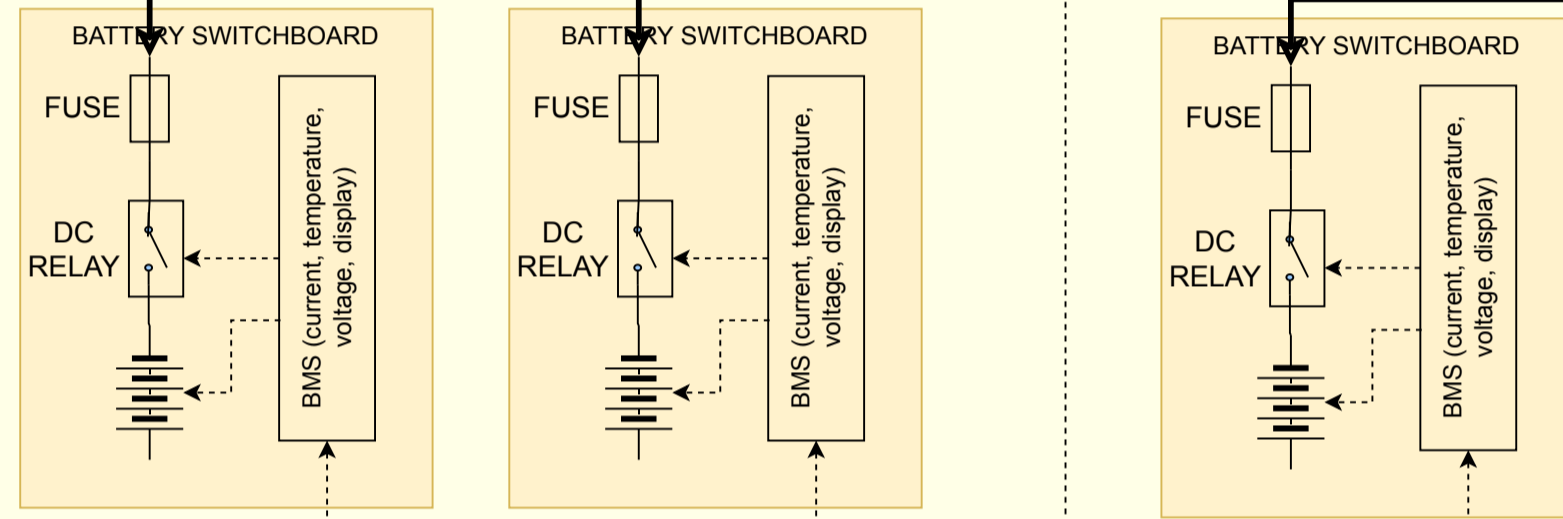 BATTERY SWITCHBOARD
FUSE
BMS (current, temperature,
voltage, display)
DC
RELAY
BATTERY SWITCHBOARD
FUSE
BMS (current, temperature,
voltage, display)
DC
RELAY
BATTERY SWITCHBOARD
FUSE
BMS (current, temperature,
voltage, display)
DC
RELAY